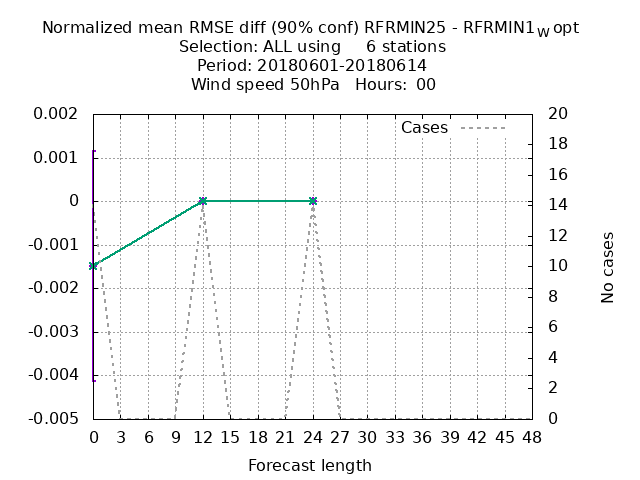 Normalized mean RMSE diff (90% conf) RFRMIN25 - RFRMIN1w opt
Selection: ALL using     6 stations
Period: 20180601-20180614
Wind speed 50hPa   Hours:  00
Cases
0.002
0.001
0
-0.001
-0.002
-0.003
-0.004
-0.005
20
18
16
14
12
10
8
6
4
2
0
No cases
0 3 6 9 12 15 18 21 24 27 30 33 36 39 42 45 48
Forecast length